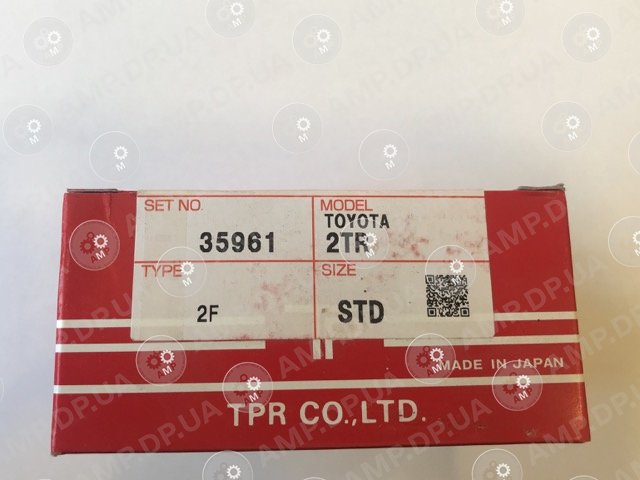 SET NO. MODEL
TOYOTA
35961 2TR
TYPE SIZE
2F STD
MADE IN JAPAN
TPR CO.,LTD.
AMP.DP.UA